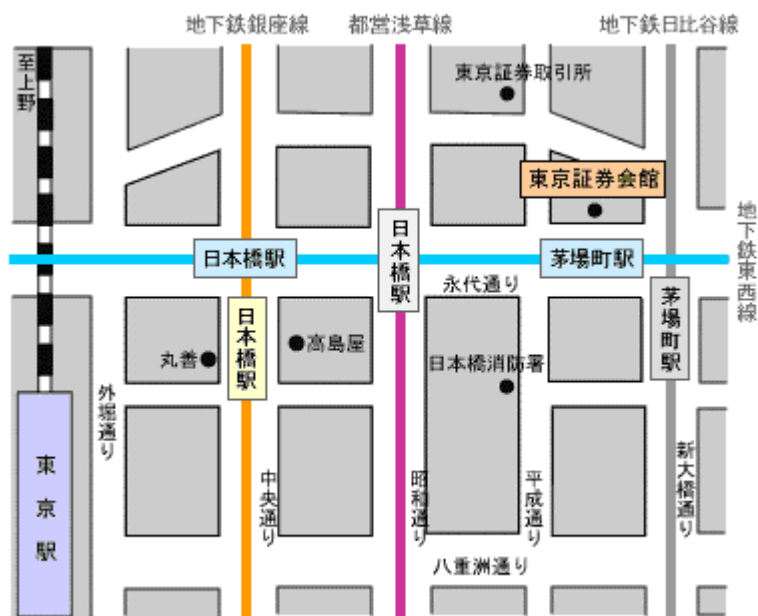 地下鉄銀座線
都営浅草線
地下鉄日比谷線
至上野
東京証券取引所
東京証券会館
地下鉄東西線
日本橋駅
日本橋駅
茅場町駅
永代通り
茅場町駅
日本橋駅
丸善
高島屋
日本橋消防署
外堀通り
東京駅
中央通り
昭和通り
平成通り
新大橋通り
八重洲通り